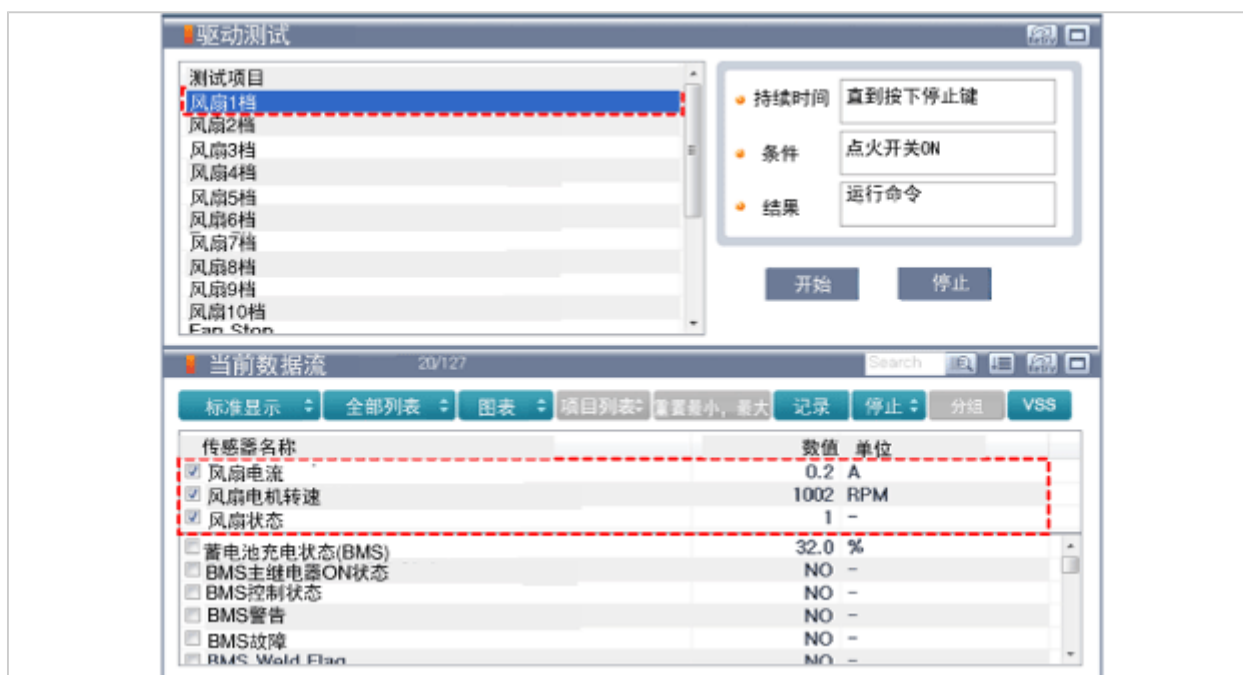 驱动测试
测试项目
风扇1档
风扇2档
风扇3档
风扇4档
风扇5档
风扇6档
风扇7档
风扇8档
风扇9档
风扇10档
Fan Stop
持续时间 直到按下停止键
条件 点火开关ON
结果 运行命令
开始 停止
当前数据流 20/127 Search
标准显示 全部列表 图表 项目列表 重置最小，最大 记录 停止 分组 VSS
传感器名称 数值 单位
风扇电流 0.2 A
风扇电机转速 1002 RPM
风扇状态 1 -
蓄电池充电状态(BMS) 32.0 %
BMS主继电器ON状态 NO -
BMS控制状态 NO -
BMS警告 NO -
BMS故障 NO -
BMS Weld Flag NO -